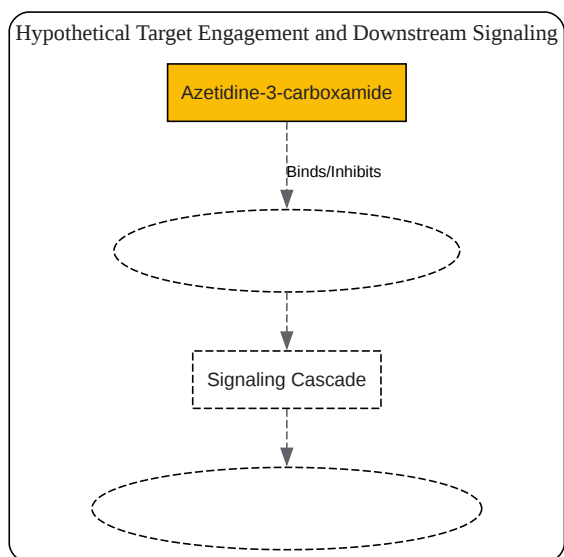 Hypothetical Target Engagement and Downstream Signaling
Azetidine-3-carboxamide
Binds/Inhibits
Signaling Cascade